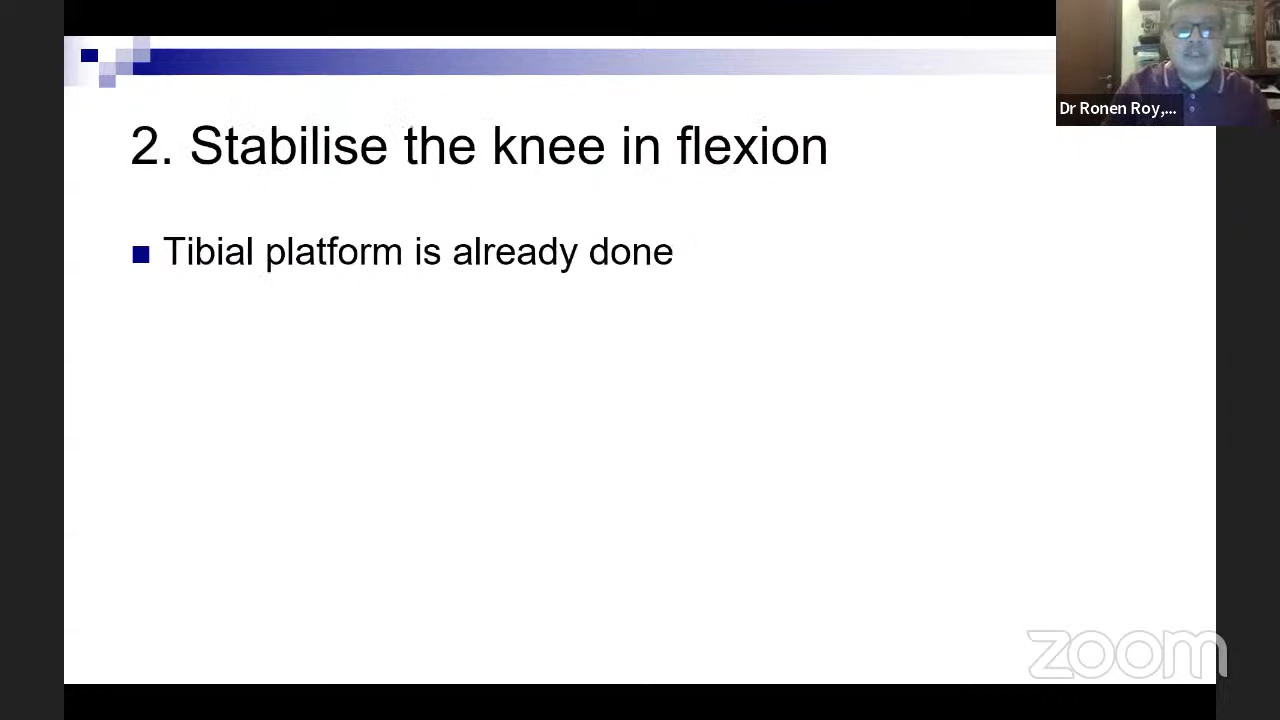 Dr Ronen Roy,...
2. Stabilise the knee in flexion
Tibial platform is already done
zoom